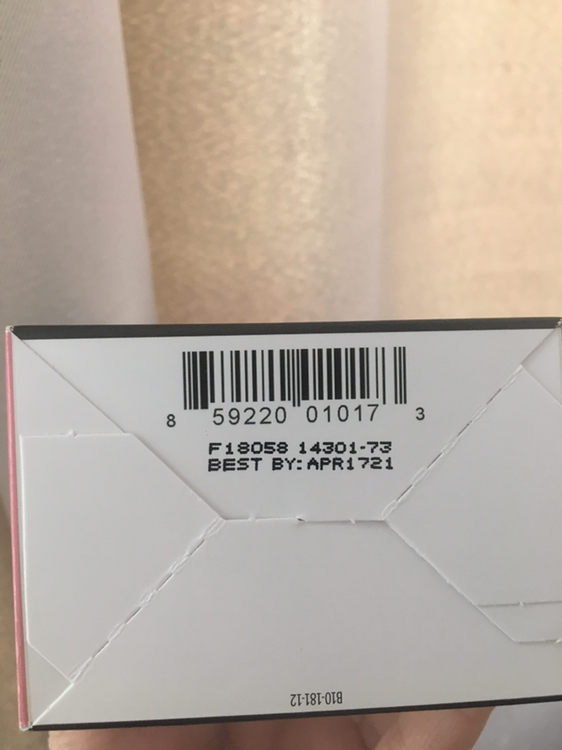 8 59220 01017 3
F18058 14301-73
BEST BY: APR1721
B10-181-12